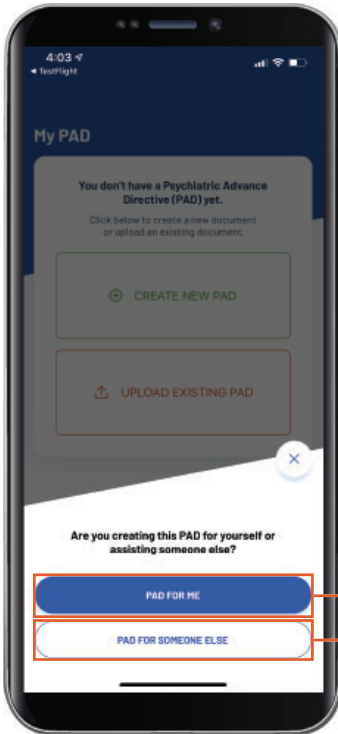 4:03
◄ TestFlight
My PAD
You don't have a Psychiatric Advance
Directive (PAD) yet.
Click below to create a new document
or upload an existing document.
CREATE NEW PAD
UPLOAD EXISTING PAD
Are you creating this PAD for yourself or
assisting someone else?
PAD FOR ME
PAD FOR SOMEONE ELSE